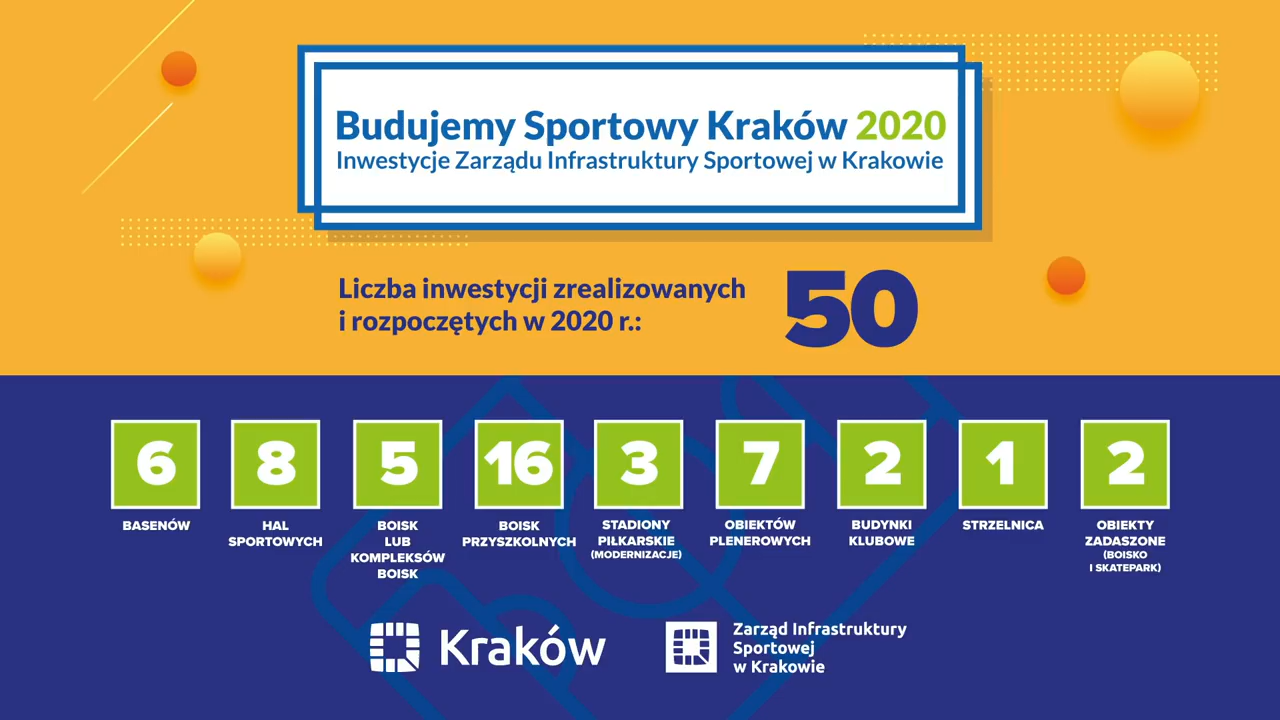 Budujemy Sportowy Kraków 2020
Inwestycje Zarządu Infrastruktury Sportowej w Krakowie
Liczba inwestycji zrealizowanych
i rozpoczętych w 2020 r.:
50
6
BASENÓW
8
HAL
SPORTOWYCH
5
BOISK
LUB
KOMPLEKSÓW
BOISK
16
BOISK
PRZYSZKOLNYCH
3
STADIONY
PIŁKARSKIE
(MODERNIZACJE)
7
OBIEKTÓW
PLENEROWYCH
2
BUDYNKI
KLUBOWE
1
STRZELNICA
2
OBIEKTY
ZADASZONE
(BOISKO
I SKATEPARK)
Kraków
Zarząd Infrastruktury
Sportowej
w Krakowie